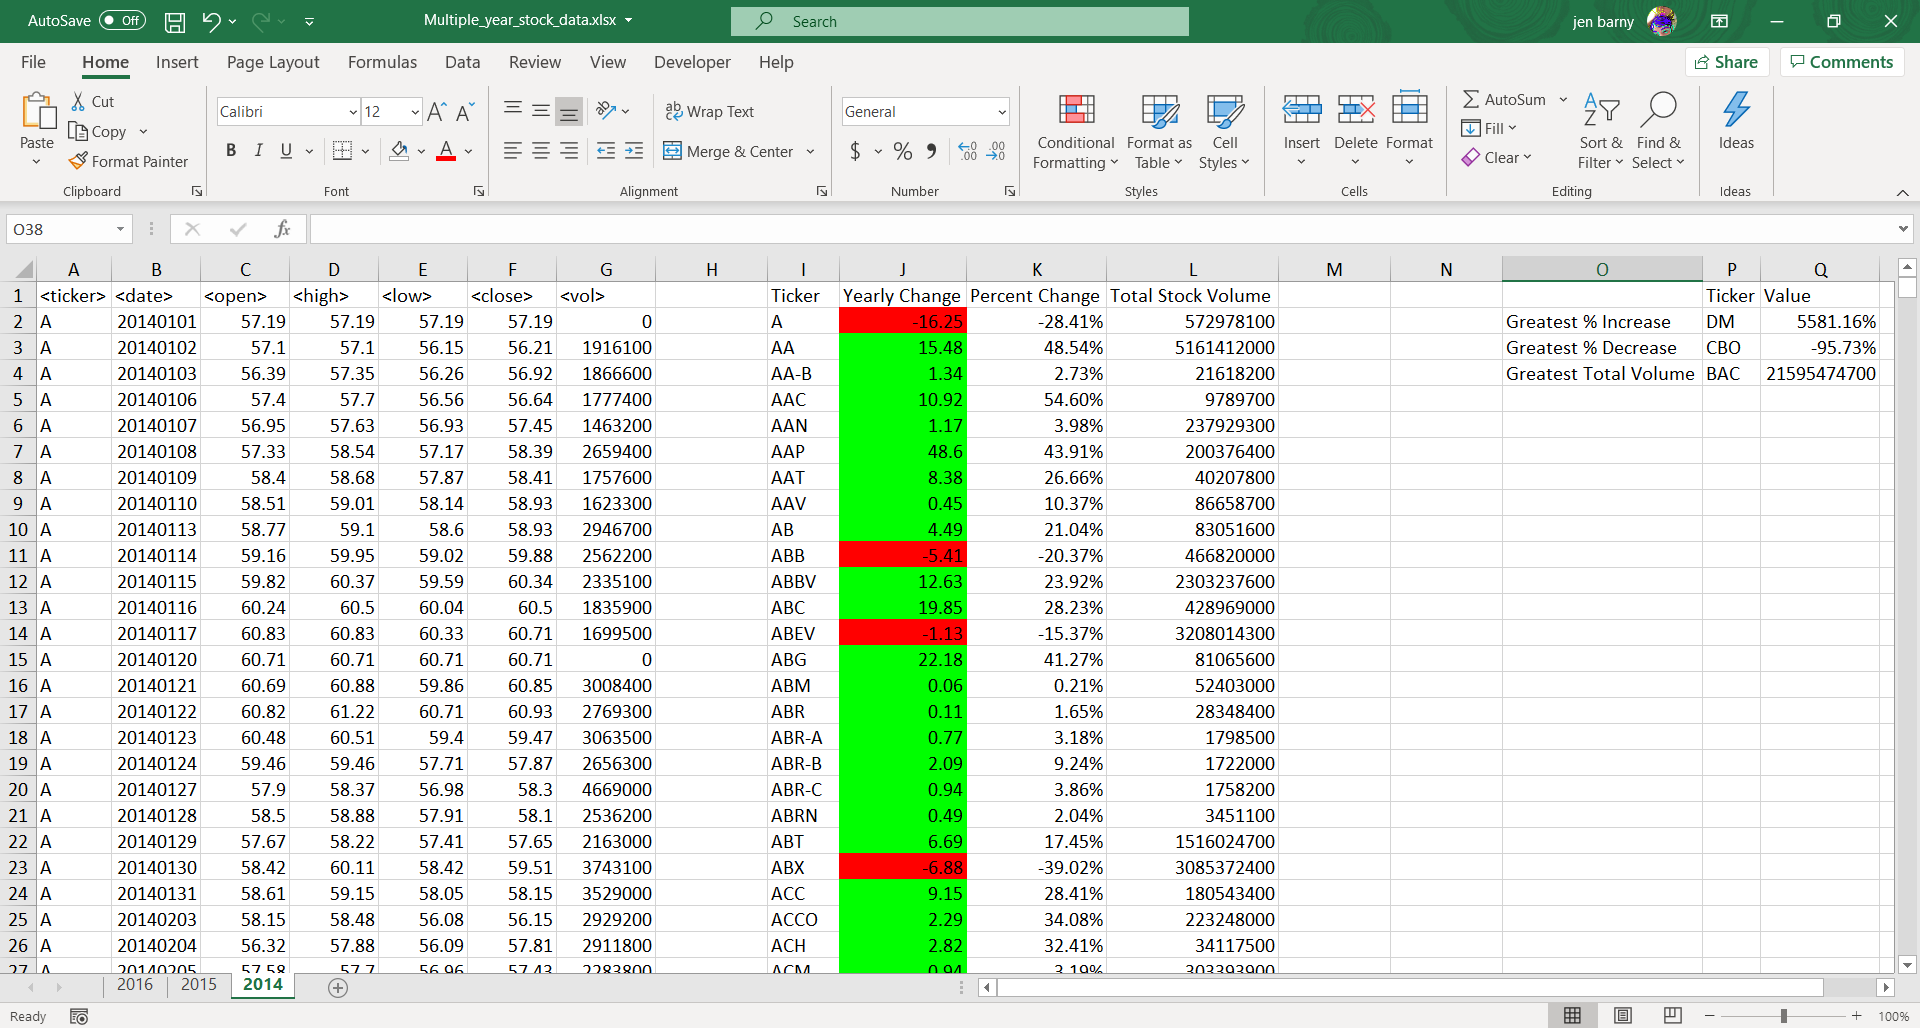 AutoSave Off Multiple_year_stock_data.xlsx Search jen barny
File Home Insert Page Layout Formulas Data Review View Developer Help Share Comments
Cut Calibri 12 Wrap Text General AutoSum
Copy Fill
Paste Format Painter B I U A Merge & Center $ % Conditional Formatting Format as Table Cell Styles Insert Delete Format Clear Sort & Filter Find & Select Ideas
Clipboard Font Alignment Number Styles Cells Editing Ideas
O38 fx
A B C D E F G H I J K L M N O P Q
1 <ticker> <date> <open> <high> <low> <close> <vol> Ticker Yearly Change Percent Change Total Stock Volume Ticker Value
2 A 20140101 57.19 57.19 57.19 57.19 0 A -16.25 -28.41% 572978100 Greatest % Increase DM 5581.16%
3 A 20140102 57.1 57.1 56.15 56.21 1916100 AA 15.48 48.54% 5161412000 Greatest % Decrease CBO -95.73%
4 A 20140103 56.39 57.35 56.26 56.92 1866600 AA-B 1.34 2.73% 21618200 Greatest Total Volume BAC 21595474700
5 A 20140106 57.4 57.7 56.56 56.64 1777400 AAC 10.92 54.60% 9789700
6 A 20140107 56.95 57.63 56.93 57.45 1463200 AAN 1.17 3.98% 237929300
7 A 20140108 57.33 58.54 57.17 58.39 2659400 AAP 48.6 43.91% 200376400
8 A 20140109 58.4 58.68 57.87 58.41 1757600 AAT 8.38 26.66% 40207800
9 A 20140110 58.51 59.01 58.14 58.93 1623300 AAV 0.45 10.37% 86658700
10 A 20140113 58.77 59.1 58.6 58.93 2946700 AB 4.49 21.04% 83051600
11 A 20140114 59.16 59.95 59.02 59.88 2562200 ABB -5.41 -20.37% 466820000
12 A 20140115 59.82 60.37 59.59 60.34 2335100 ABBV 12.63 23.92% 2303237600
13 A 20140116 60.24 60.5 60.04 60.5 1835900 ABC 19.85 28.23% 428969000
14 A 20140117 60.83 60.83 60.33 60.71 1699500 ABEV -1.13 -15.37% 3208014300
15 A 20140120 60.71 60.71 60.71 60.71 0 ABG 22.18 41.27% 81065600
16 A 20140121 60.69 60.88 59.86 60.85 3008400 ABM 0.06 0.21% 52403000
17 A 20140122 60.82 61.22 60.71 60.93 2769300 ABR 0.11 1.65% 28348400
18 A 20140123 60.48 60.51 59.4 59.47 3063500 ABR-A 0.77 3.18% 1798500
19 A 20140124 59.46 59.46 57.71 57.87 2656300 ABR-B 2.09 9.24% 1722000
20 A 20140127 57.9 58.37 56.98 58.3 4669000 ABR-C 0.94 3.86% 1758200
21 A 20140128 58.5 58.88 57.91 58.1 2536200 ABRN 0.49 2.04% 3451100
22 A 20140129 57.67 58.22 57.41 57.65 2163000 ABT 6.69 17.45% 1516024700
23 A 20140130 58.42 60.11 58.42 59.51 3743100 ABX -6.88 -39.02% 3085372400
24 A 20140131 58.61 59.15 58.05 58.15 3529000 ACC 9.15 28.41% 180543400
25 A 20140203 58.15 58.48 56.08 56.15 2929200 ACCO 2.29 34.08% 223248000
26 A 20140204 56.32 57.88 56.09 57.81 2911800 ACH 2.82 32.41% 34117500
27 A 20140205 57.58 57.7 56.96 57.43 2283800 ACM 0.94 3.19% 303393900
2016 2015 2014
Ready 100%